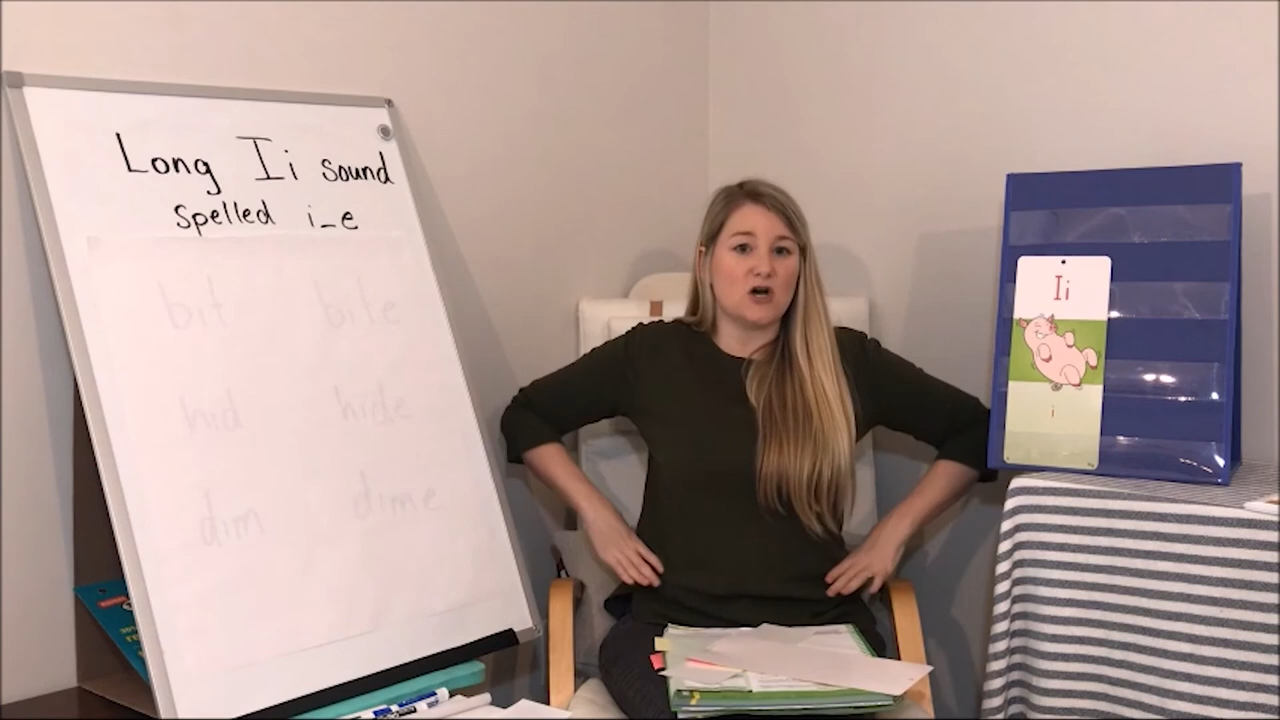 Long Ii sound
Spelled i_e
bit bite
hid hide
dim dime
Ii
i